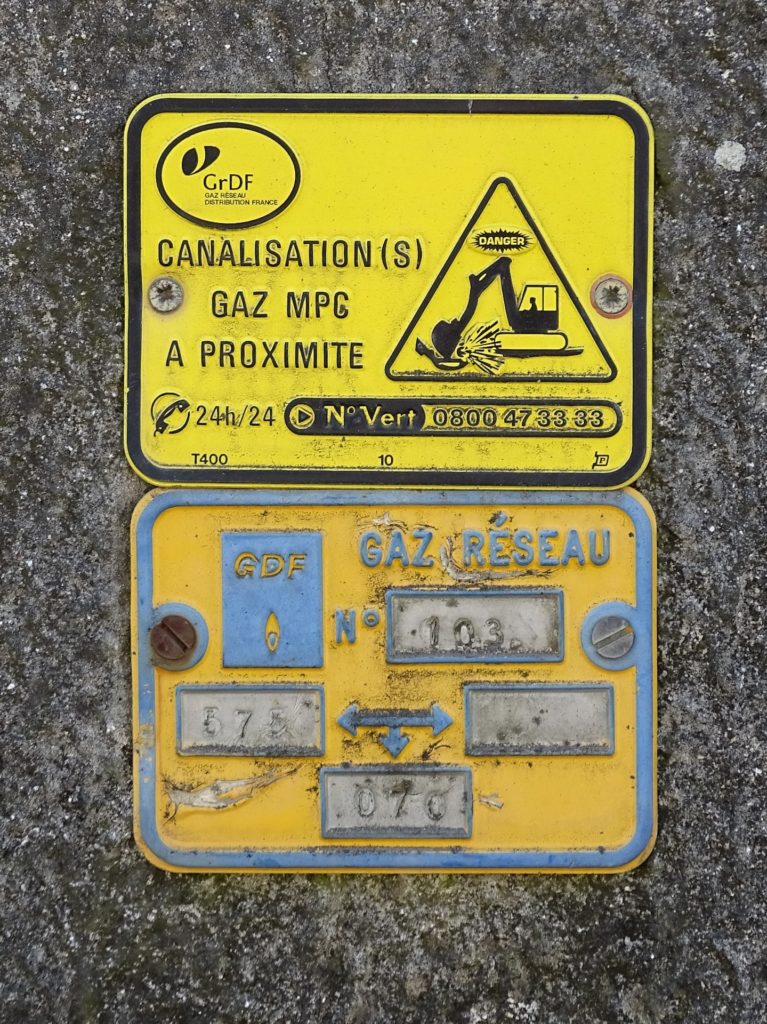 GrDF
GAZ RÉSEAU
DISTRIBUTION FRANCE
DANGER
CANALISATION(S)
GAZ MPC
A PROXIMITE
24h/24 N° Vert 0800 47 33 33
T400 10 P
GDF GAZ RÉSEAU
N° 103
575
070